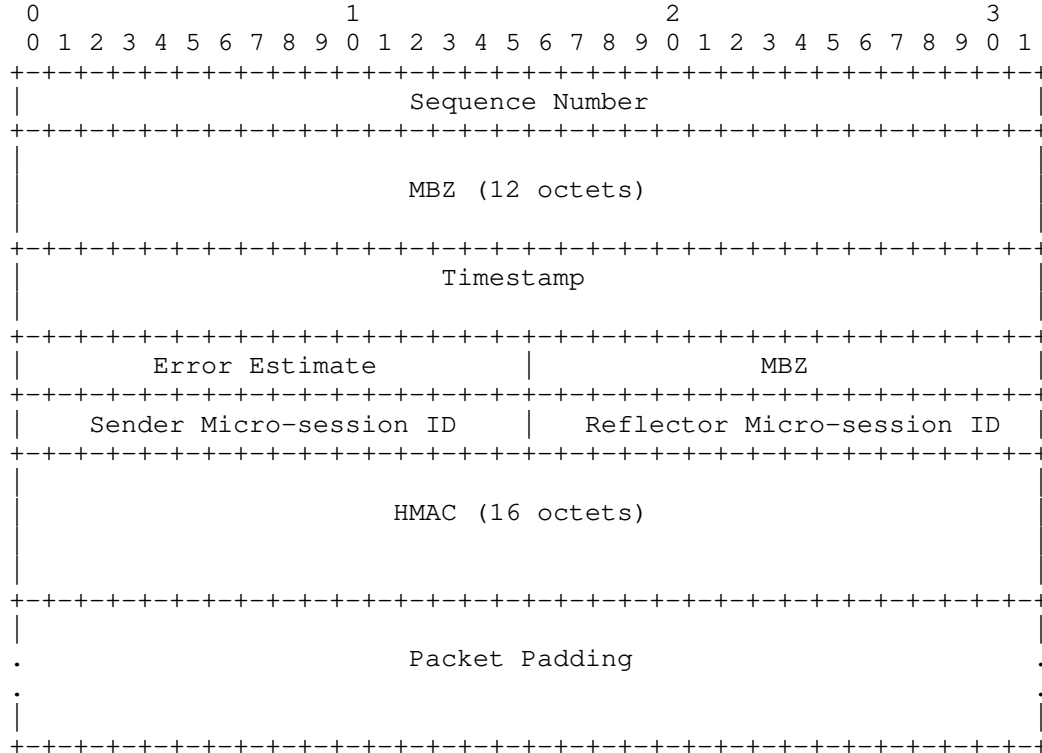 0                   1                   2                   3
0 1 2 3 4 5 6 7 8 9 0 1 2 3 4 5 6 7 8 9 0 1 2 3 4 5 6 7 8 9 0 1
Sequence Number
MBZ (12 octets)
Timestamp
Error Estimate | MBZ
Sender Micro-session ID | Reflector Micro-session ID
HMAC (16 octets)
Packet Padding